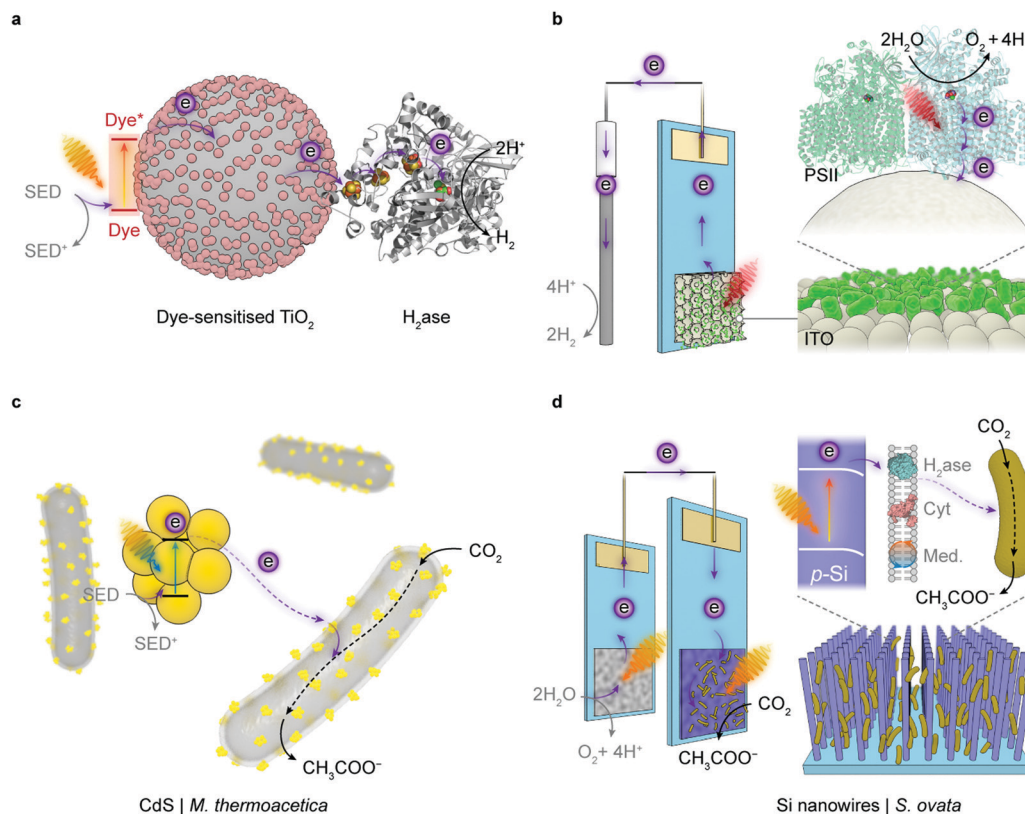 a
e
Dye*
e
e
2H⁺
SED
SED⁺
Dye
H₂
Dye-sensitised TiO₂
H₂ase
b
e
2H₂O
O₂ + 4H
e
e
e
e
PSII
4H⁺
2H₂
ITO
c
e
e
CO₂
SED
SED⁺
CH₃COO⁻
CdS | M. thermoacetica
d
e
e
CO₂
H₂ase
Cyt
Med.
p-Si
CH₃COO⁻
e
e
2H₂O
CO₂
O₂ + 4H⁺
CH₃COO⁻
Si nanowires | S. ovata